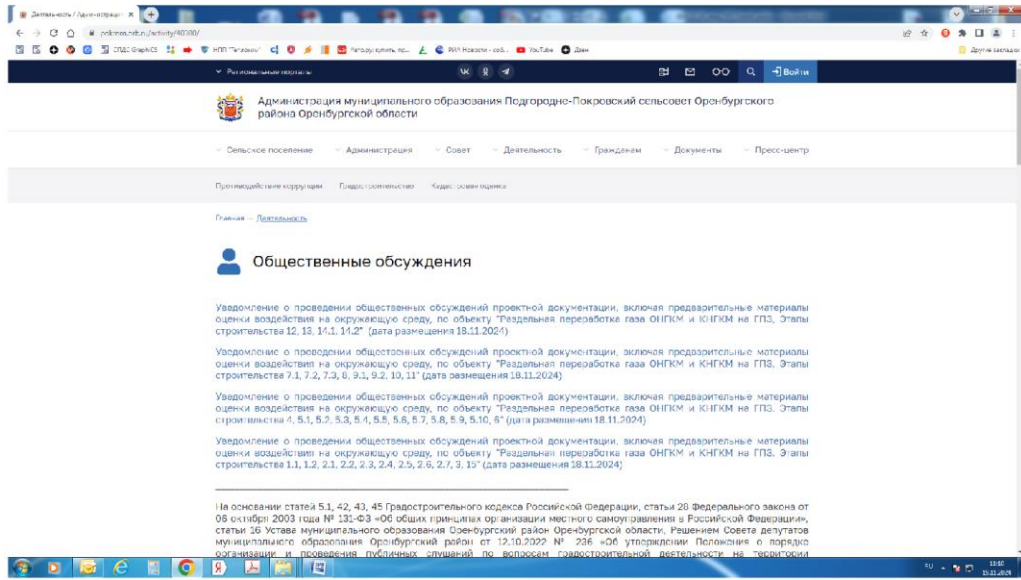 Деятельность / Администрация
Региональные порталы
Войти
Администрация муниципального образования Подгородне-Покровский сельсовет Оренбургского
района Оренбургской области
Сельское поселение Администрация Совет Деятельность Гражданам Документы Пресс-центр
Противодействие коррупции Градостроительство Кадастровая оценка
Главная — Деятельность
Общественные обсуждения
Уведомление о проведении общественных обсуждений проектной документации, включая предварительные материалы
оценки воздействия на окружающую среду, по объекту "Раздельная переработка газа ОНГКМ и КНГКМ на ГПЗ, Этапы
строительства 12, 13, 14.1, 14.2" (дата размещения 18.11.2024)
Уведомление о проведении общественных обсуждений проектной документации, включая предварительные материалы
оценки воздействия на окружающую среду, по объекту "Раздельная переработка газа ОНГКМ и КНГКМ на ГПЗ. Этапы
строительства 7.1, 7.2, 7.3, 8, 9.1, 9.2, 10, 11" (дата размещения 18.11.2024)
Уведомление о проведении общественных обсуждений проектной документации, включая предварительные материалы
оценки воздействия на окружающую среду, по объекту "Раздельная переработка газа ОНГКМ и КНГКМ на ГПЗ. Этапы
строительства 4, 5.1, 5.2, 5.3, 5.4, 5.5, 5.6, 5.7, 5.8, 5.9, 5.10, 6" (дата размещения 18.11.2024)
Уведомление о проведении общественных обсуждений проектной документации, включая предварительные материалы
оценки воздействия на окружающую среду, по объекту "Раздельная переработка газа ОНГКМ и КНГКМ на ГПЗ. Этапы
строительства 1.1, 1.2, 2.1, 2.2, 2.3, 2.4, 2.5, 2.6, 2.7, 3, 15" (дата размещения 18.11.2024)
На основании статей 5.1, 42, 43, 45 Градостроительного кодекса Российской Федерации, статьи 28 Федерального закона от
06 октября 2003 года № 131-ФЗ «Об общих принципах организации местного самоуправления в Российской Федерации»,
статьи 16 Устава муниципального образования Оренбургский район Оренбургской области, Решением Совета депутатов
муниципального образования Оренбургский район от 12.10.2022 № 236 «Об утверждении Положения о порядке
организации и проведения публичных слушаний по вопросам градостроительной деятельности на территории